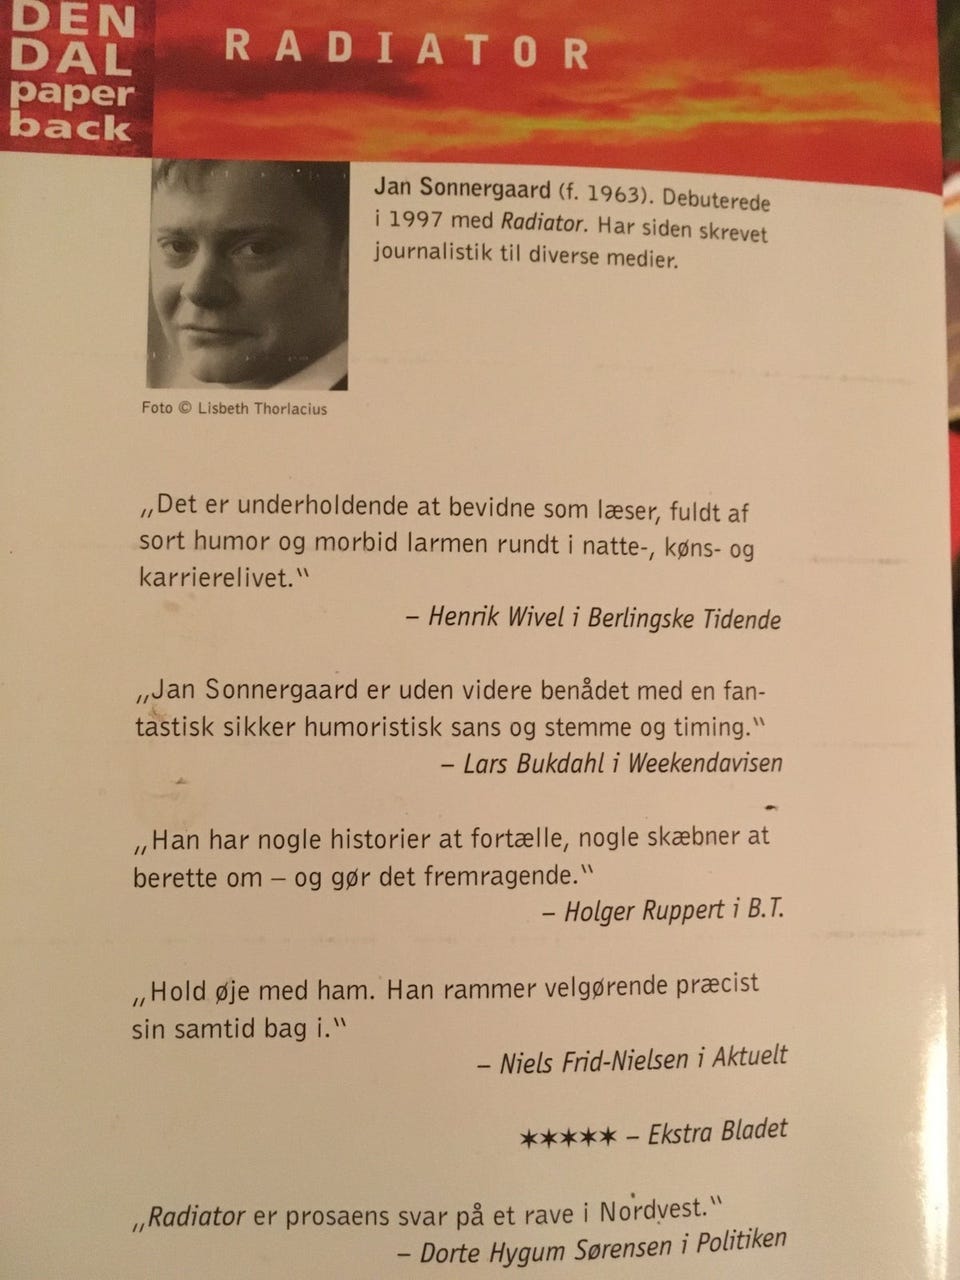 DEN
DAL
paper
back
RADIATOR
Jan Sonnergaard (f. 1963). Debuterede
i 1997 med Radiator. Har siden skrevet
journalistik til diverse medier.
Foto © Lisbeth Thorlacius
„Det er underholdende at bevidne som læser, fuldt af
sort humor og morbid larmen rundt i natte-, køns- og
karrierelivet.“
– Henrik Wivel i Berlingske Tidende
„Jan Sonnergaard er uden videre benådet med en fan-
tastisk sikker humoristisk sans og stemme og timing.“
– Lars Bukdahl i Weekendavisen
„Han har nogle historier at fortælle, nogle skæbner at
berette om – og gør det fremragende.“
– Holger Ruppert i B.T.
„Hold øje med ham. Han rammer velgørende præcist
sin samtid bag i.“
– Niels Frid-Nielsen i Aktuelt
✶✶✶✶✶ – Ekstra Bladet
„Radiator er prosaens svar på et rave i Nordvest.“
– Dorte Hygum Sørensen i Politiken